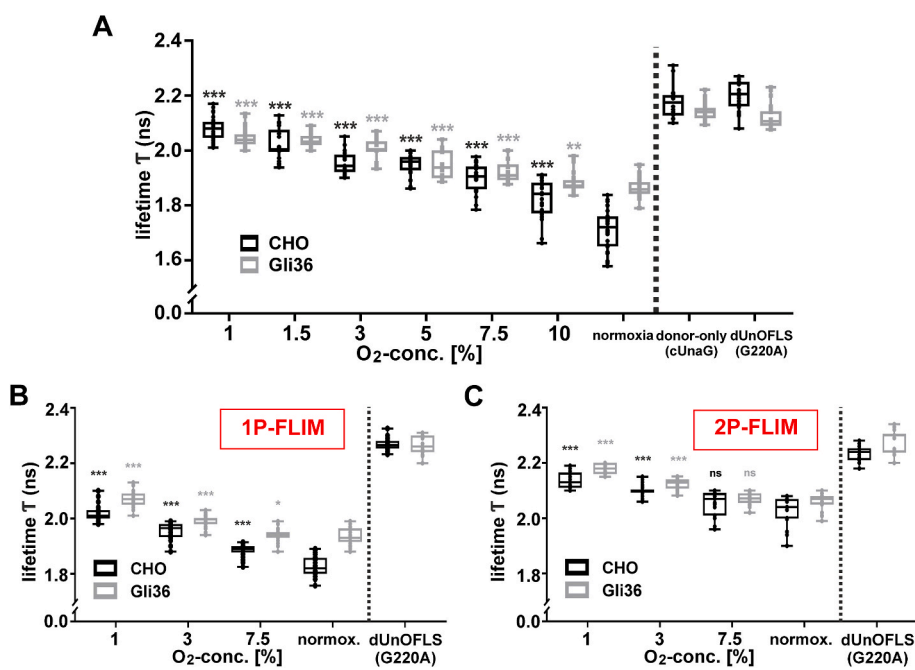 A
*** *** *** *** *** *** *** *** *** *** *** **
lifetime τ (ns)
2.4
2.2
2.0
1.8
1.6
0.0
CHO
Gli36
1 1.5 3 5 7.5 10 normoxia donor-only (cUnaG) dUnOFLS (G220A)
O₂-conc. [%]
B
1P-FLIM
*** *** *** *** *** *
lifetime τ (ns)
2.4
2.2
2.0
1.8
0.0
CHO
Gli36
1 3 7.5 normox. dUnOFLS (G220A)
O₂-conc. [%]
C
2P-FLIM
*** *** *** *** ns ns
lifetime τ (ns)
2.4
2.2
2.0
1.8
0.0
CHO
Gli36
1 3 7.5 normox. dUnOFLS (G220A)
O₂-conc. [%]